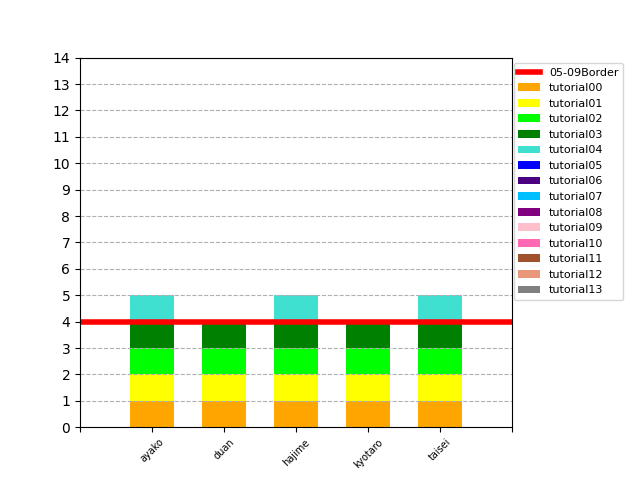 14
13
12
11
10
9
8
7
6
5
4
3
2
1
0
ayako
duan
hajime
kyotaro
taisei
05-09Border
tutorial00
tutorial01
tutorial02
tutorial03
tutorial04
tutorial05
tutorial06
tutorial07
tutorial08
tutorial09
tutorial10
tutorial11
tutorial12
tutorial13